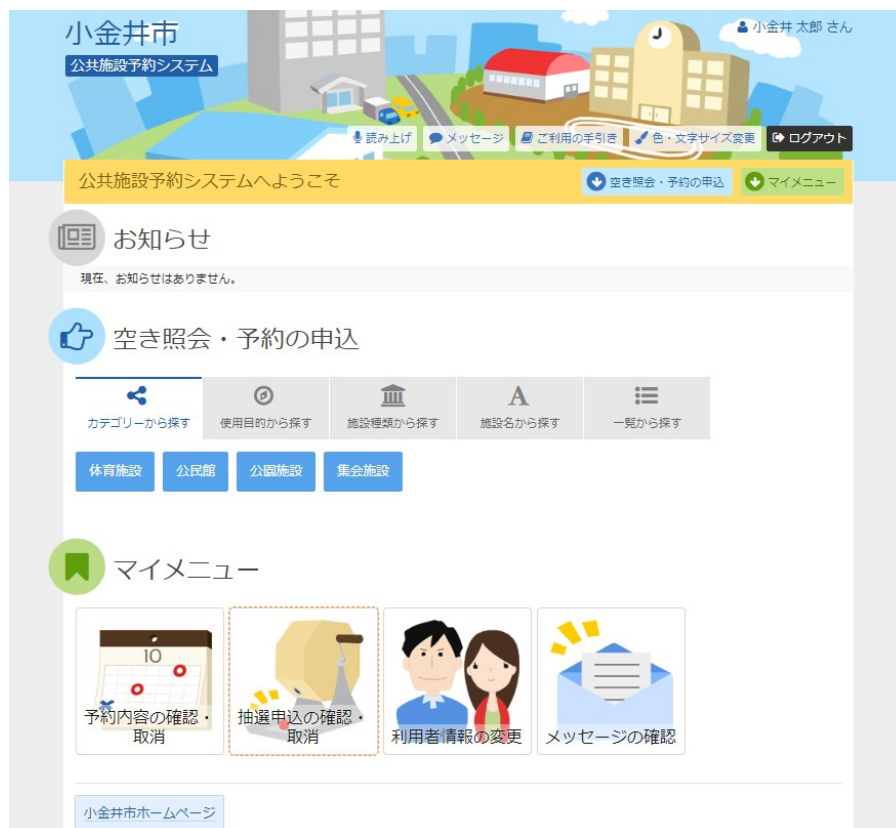 小金井市
小金井 太郎 さん
公共施設予約システム
読み上げ
メッセージ
ご利用の手引き
色・文字サイズ変更
ログアウト
公共施設予約システムへようこそ
空き照会・予約の申込
マイメニュー
お知らせ
現在、お知らせはありません。
空き照会・予約の申込
カテゴリーから探す
使用目的から探す
施設種類から探す
A
施設名から探す
一覧から探す
体育施設
公民館
公園施設
集会施設
マイメニュー
10
予約内容の確認・
取消
抽選申込の確認・
取消
利用者情報の変更
メッセージの確認
小金井市ホームページ